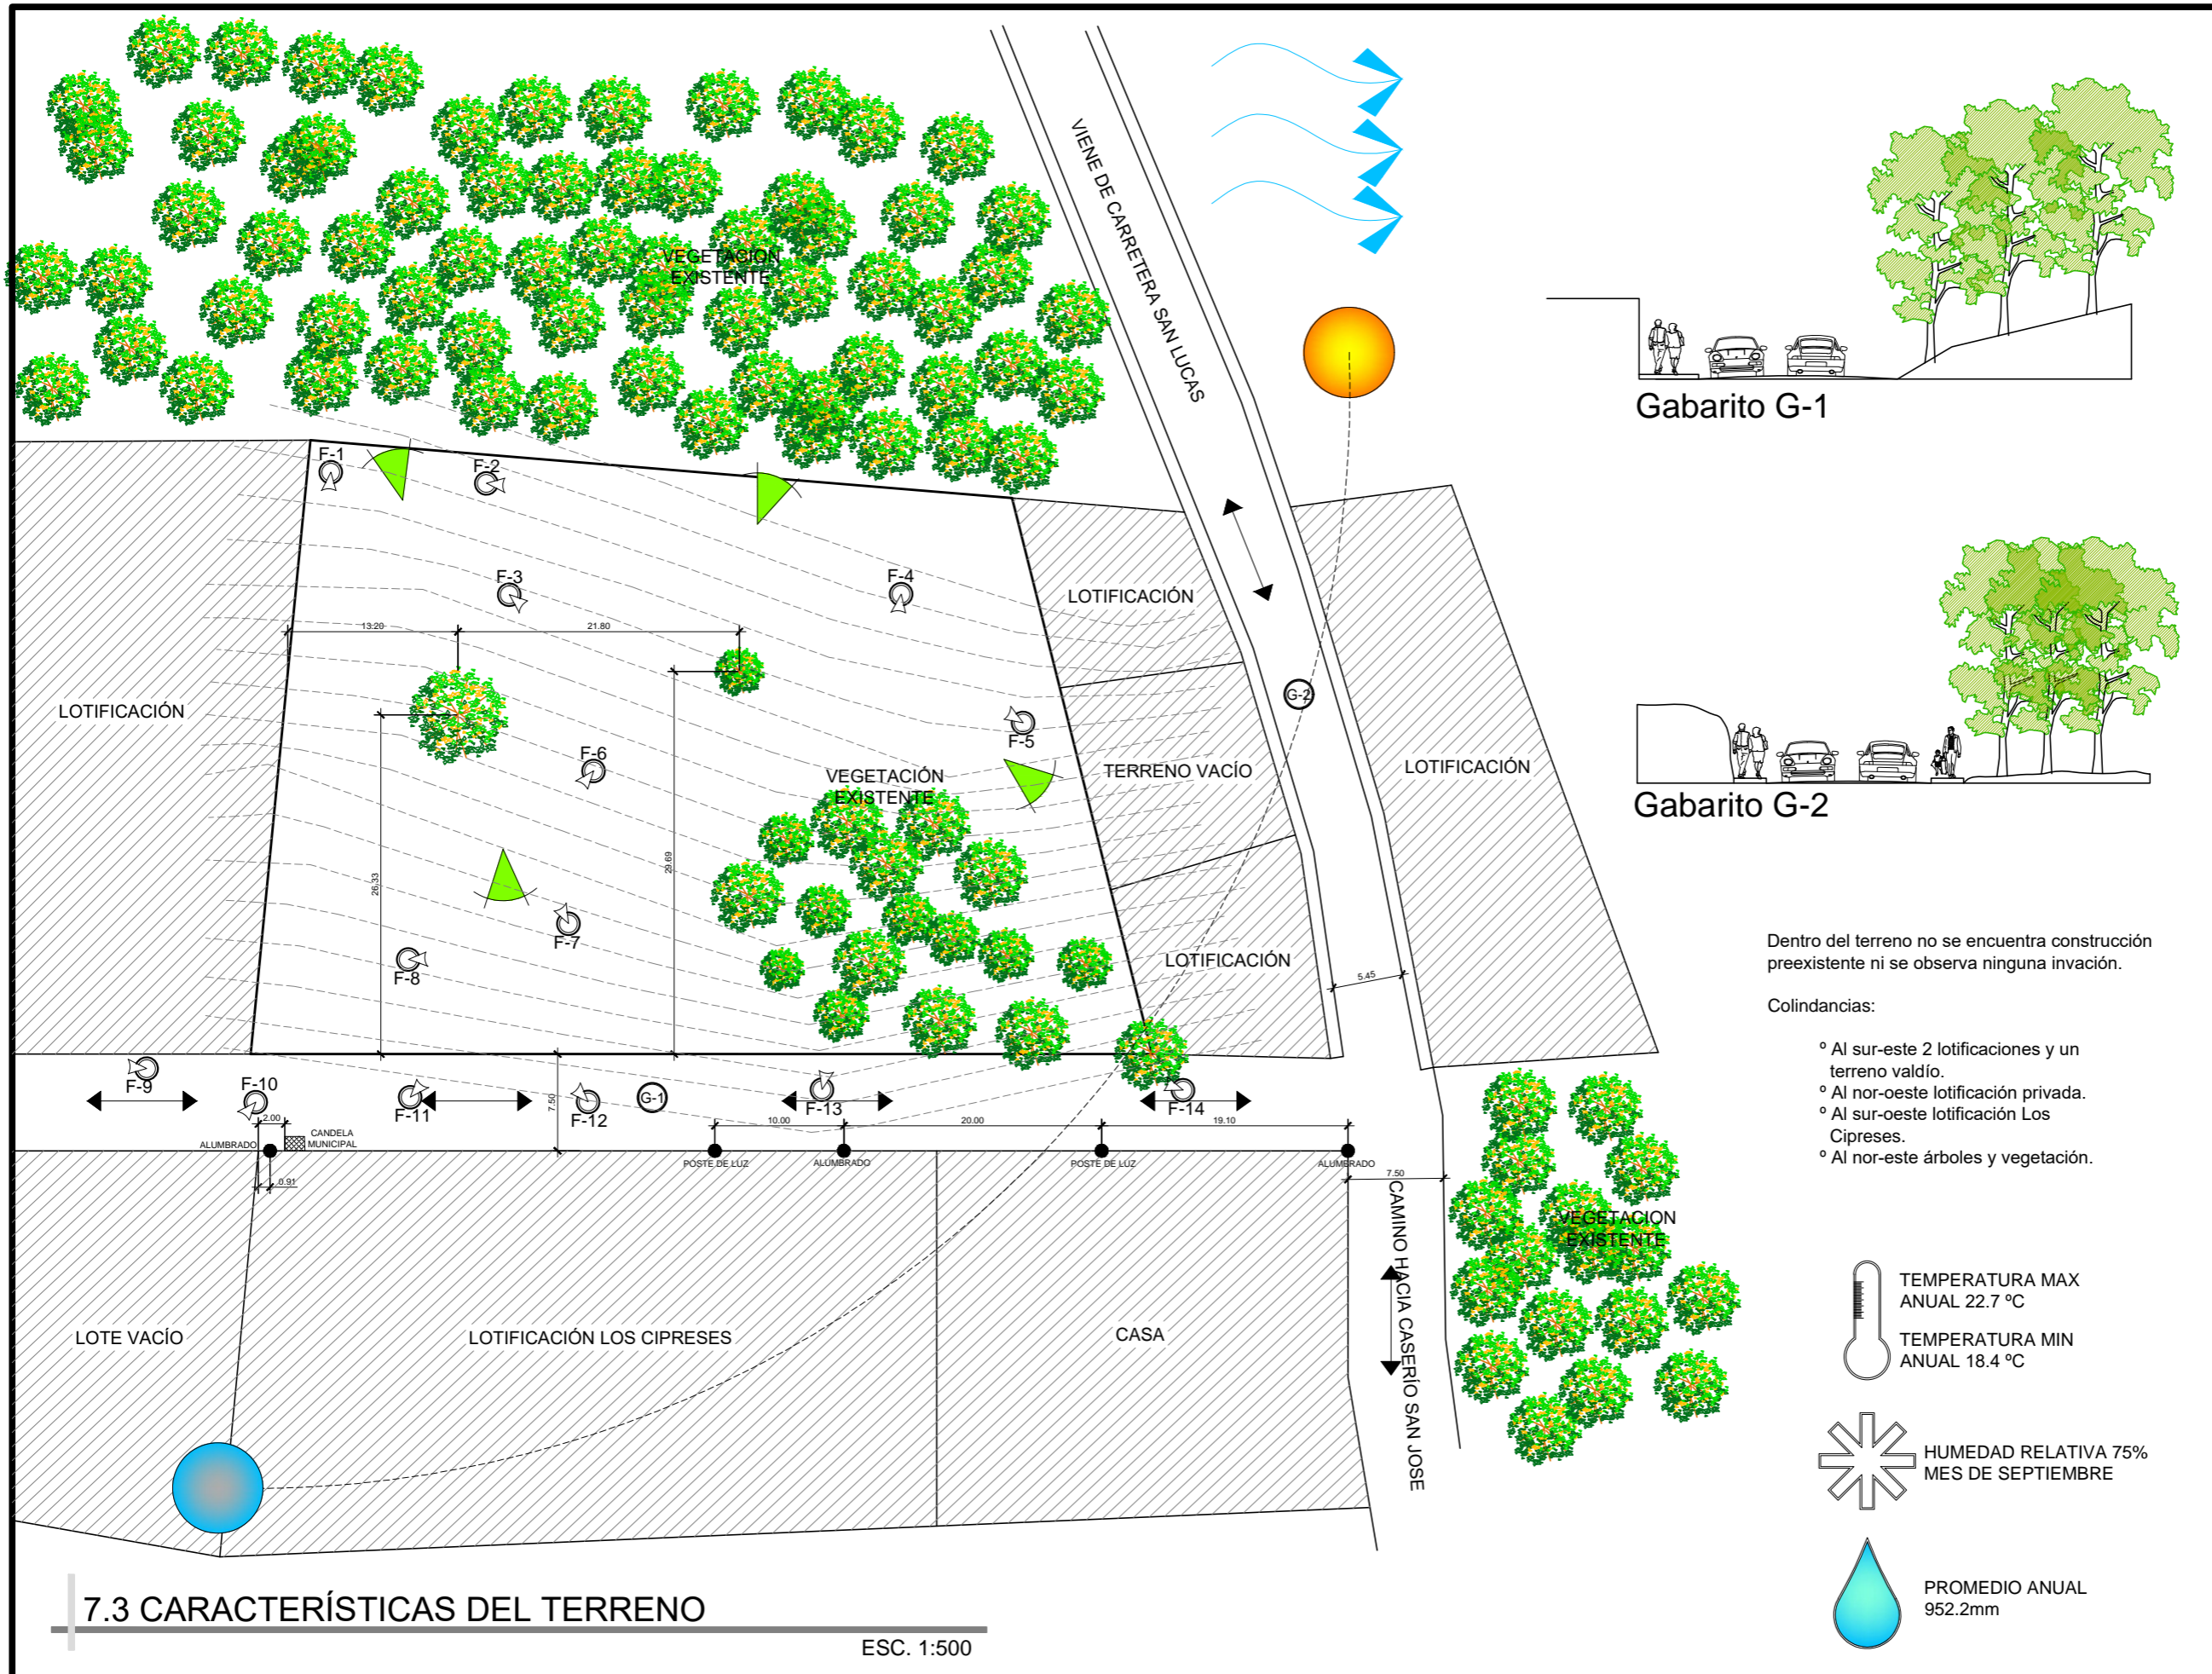 VIENE DE CARRETERA SAN LUCAS
VEGETACION
EXISTENTE
Gabarito G-1
F-1
F-2
F-3
F-4
LOTIFICACIÓN
13.20
21.80
G-2
LOTIFICACIÓN
F-5
F-6
VEGETACIÓN
EXISTENTE
TERRENO VACÍO
LOTIFICACIÓN
Gabarito G-2
26.33
29.69
F-7
F-8
LOTIFICACIÓN
5.45
Dentro del terreno no se encuentra construcción
preexistente ni se observa ninguna invación.
Colindancias:
º Al sur-este 2 lotificaciones y un
terreno valdío.
º Al nor-oeste lotificación privada.
º Al sur-oeste lotificación Los
Cipreses.
º Al nor-este árboles y vegetación.
F-9
F-10
F-11
F-12
G-1
F-13
F-14
2.00
7.50
10.00
20.00
19.10
ALUMBRADO
CANDELA
MUNICIPAL
POSTE DE LUZ
ALUMBRADO
POSTE DE LUZ
ALUMBRADO
0.91
7.50
CAMINO HACIA CASERÍO SAN JOSE
VEGETACION
EXISTENTE
LOTE VACÍO
LOTIFICACIÓN LOS CIPRESES
CASA
TEMPERATURA MAX
ANUAL 22.7 ºC
TEMPERATURA MIN
ANUAL 18.4 ºC
HUMEDAD RELATIVA 75%
MES DE SEPTIEMBRE
PROMEDIO ANUAL
952.2mm
7.3 CARACTERÍSTICAS DEL TERRENO
ESC. 1:500